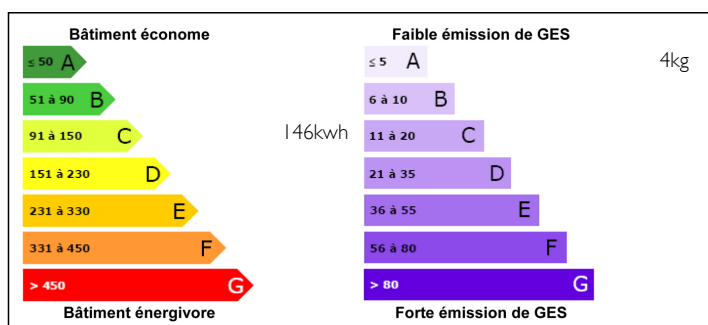 Bâtiment économe
≤ 50 A
51 à 90 B
91 à 150 C
146kwh
151 à 230 D
231 à 330 E
331 à 450 F
> 450 G
Bâtiment énergivore
Faible émission de GES
≤ 5 A
4kg
6 à 10 B
11 à 20 C
21 à 35 D
36 à 55 E
56 à 80 F
> 80 G
Forte émission de GES